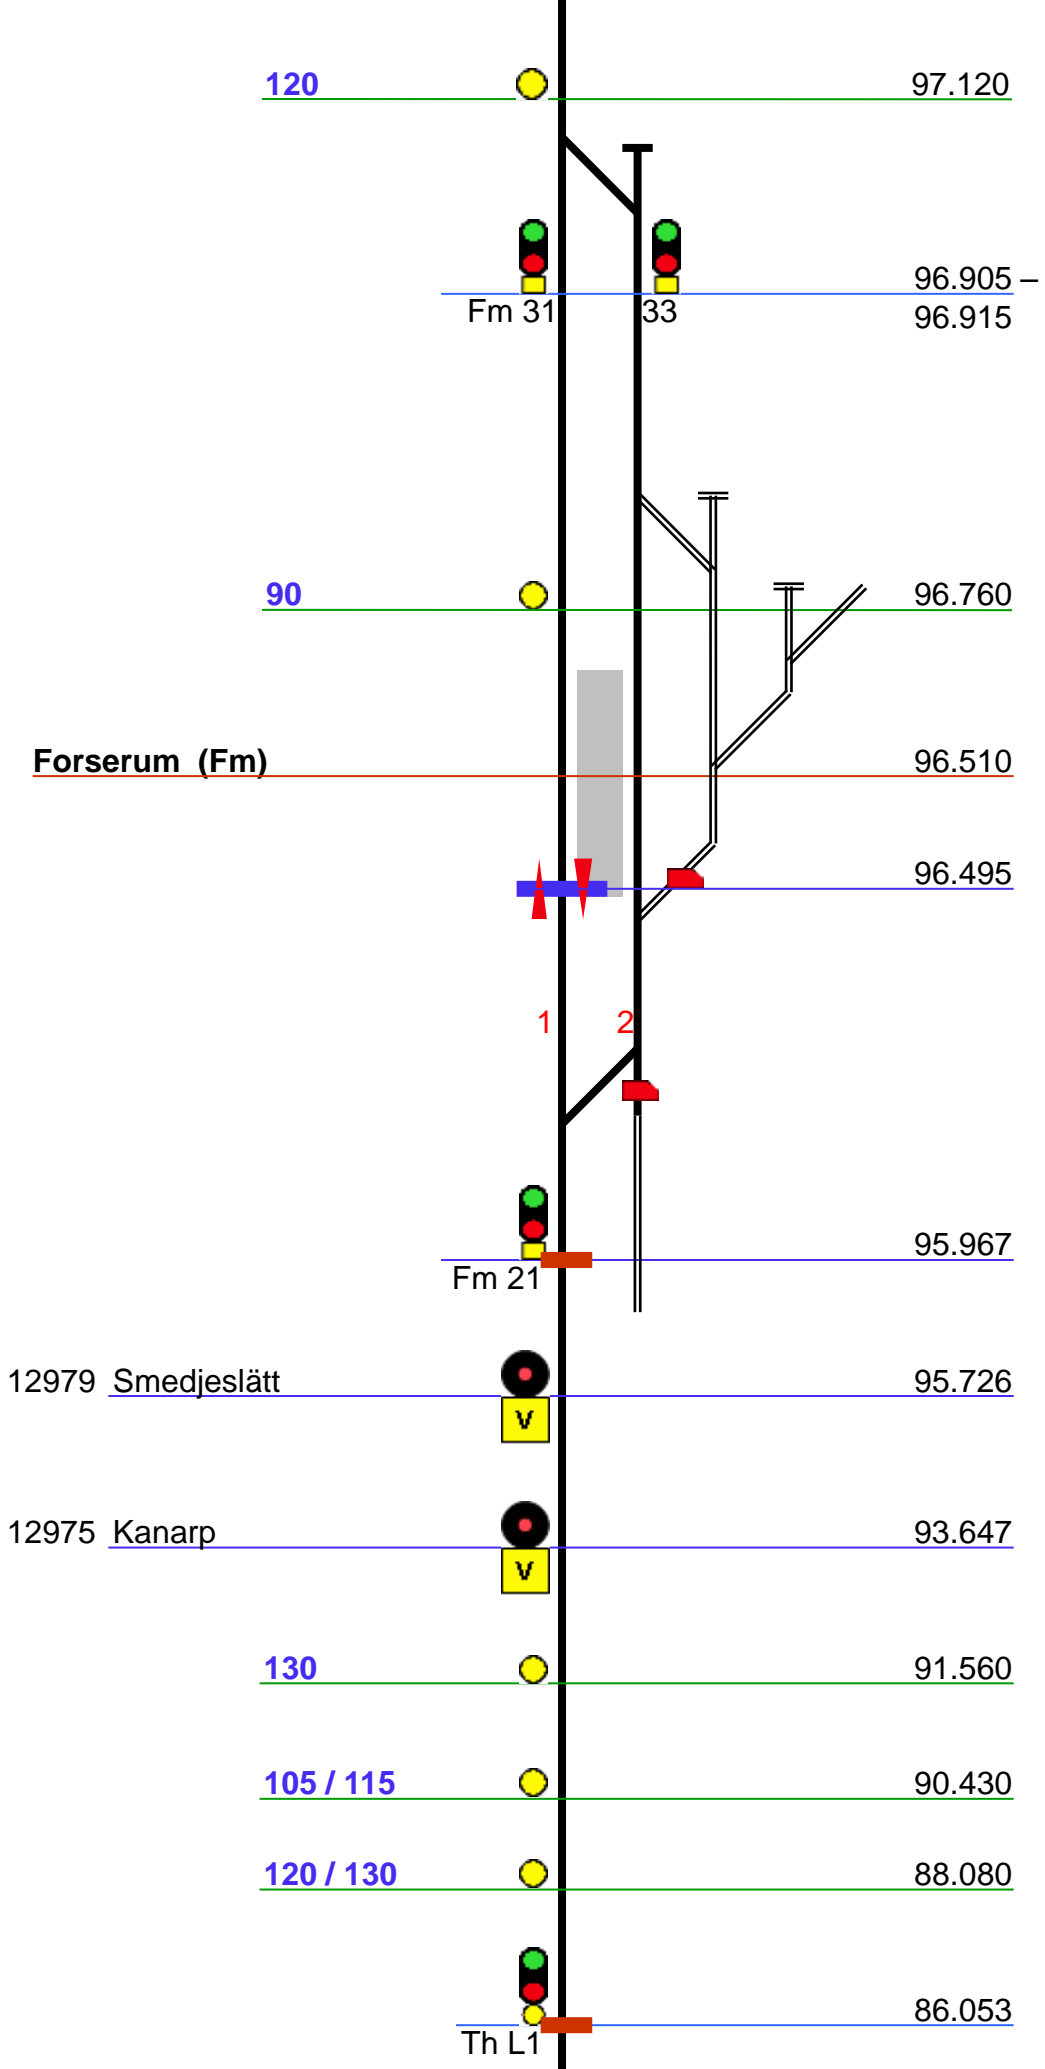 120 97.120
Fm 31 33 96.905 –
96.915
90 96.760
Forserum (Fm) 96.510
96.495
1 2
95.967
Fm 21
12979 Smedjeslätt 95.726
V
12975 Kanarp 93.647
V
130 91.560
105 / 115 90.430
120 / 130 88.080
86.053
Th L1